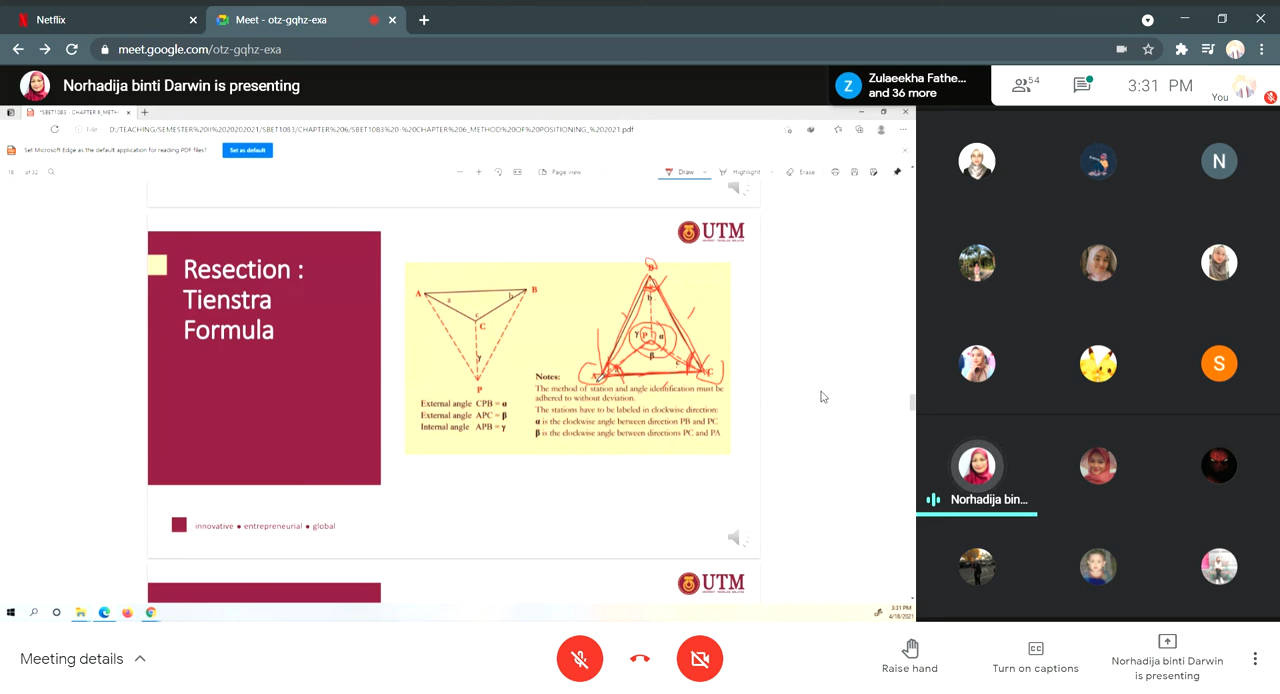 Netflix
Meet - otz-gqhz-exa
meet.google.com/otz-gqhz-exa
Norhadija binti Darwin is presenting
Z
Zulaeekha Fathe...
and 36 more
54
3:31 PM
You
D:/TEACHING/SEMESTER%20II%2020202021/SBET1083/CHAPTER%206/SBET1083%20-%20CHAPTER%206_METHOD%20OF%20POSITIONING_%202021.pdf
Set Microsoft Edge as the default application for reading PDF files?
Set as default
18 of 32
Page view
Draw
Highlight
Erase
UTM
Resection :
Tienstra
Formula
A
B
a
b
c
C
γ
P
External angle CPB = α
External angle APC = β
Internal angle APB = γ
B
b
γ
P
α
β
c
A
C
Notes:
The method of station and angle identification must be
adhered to without deviation.
The stations have to be labeled in clockwise direction:
α is the clockwise angle between direction PB and PC
β is the clockwise angle between directions PC and PA
innovative ● entrepreneurial ● global
UTM
3:31 PM
4/18/2021
N
S
Norhadija bin...
Meeting details
Raise hand
Turn on captions
Norhadija binti Darwin
is presenting